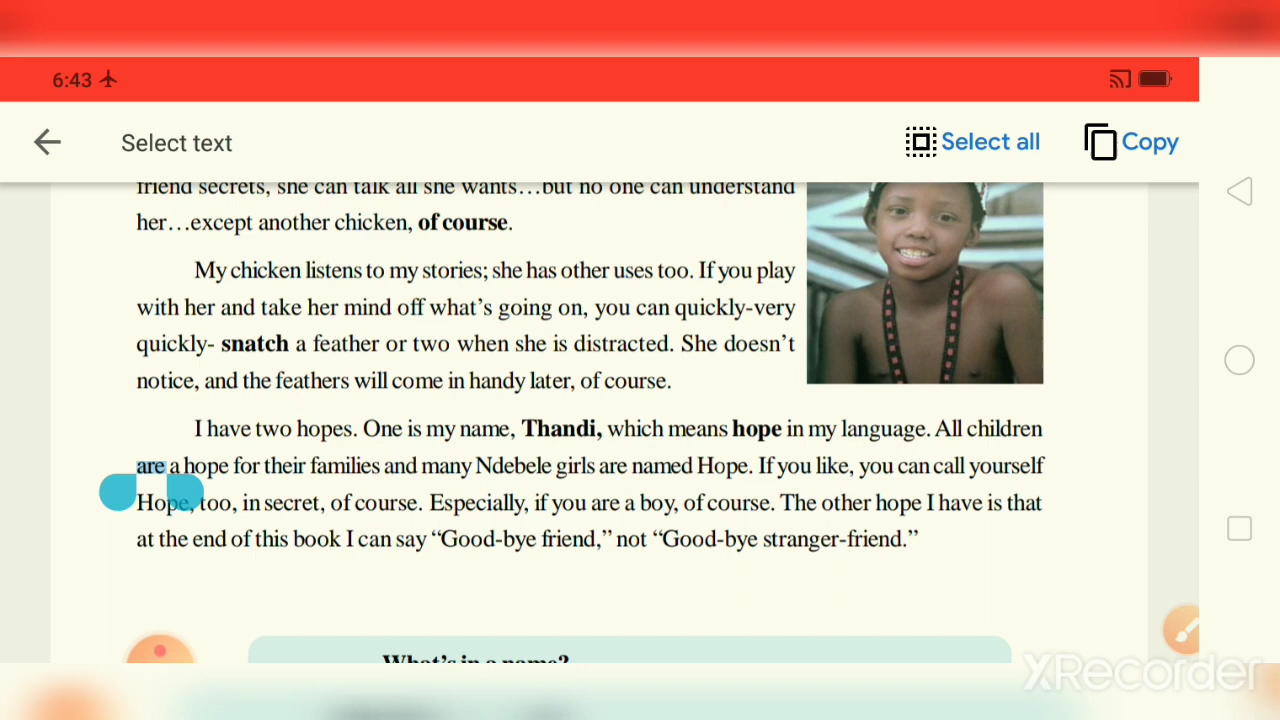 6:43
Select text
Select all
Copy
friend secrets, she can talk all she wants…but no one can understand
her…except another chicken, of course.
My chicken listens to my stories; she has other uses too. If you play
with her and take her mind off what's going on, you can quickly-very
quickly- snatch a feather or two when she is distracted. She doesn't
notice, and the feathers will come in handy later, of course.
I have two hopes. One is my name, Thandi, which means hope in my language. All children
are a hope for their families and many Ndebele girls are named Hope. If you like, you can call yourself
Hope, too, in secret, of course. Especially, if you are a boy, of course. The other hope I have is that
at the end of this book I can say “Good-bye friend,” not “Good-bye stranger-friend.”
What's in a name?
XRecorder